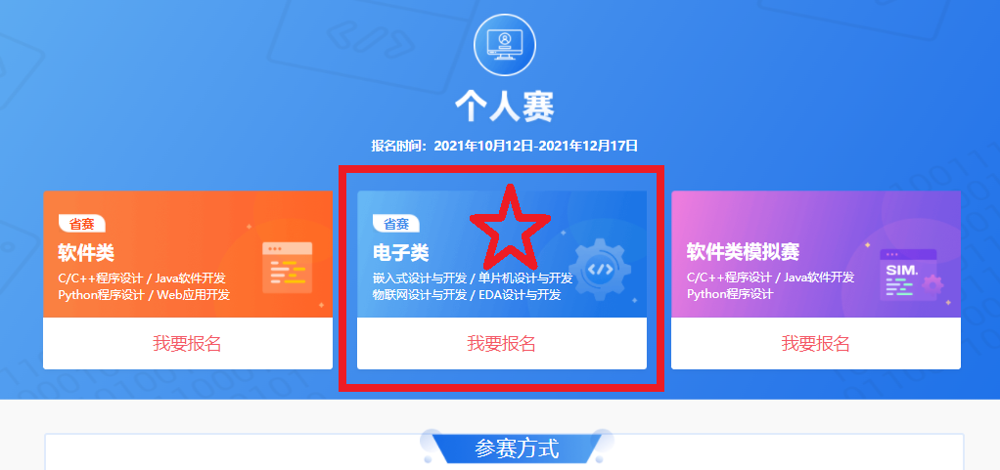 个人赛
报名时间：2021年10月12日-2021年12月17日
省赛
软件类
C/C++程序设计 / Java软件开发
Python程序设计 / Web应用开发
我要报名
省赛
电子类
嵌入式设计与开发 / 单片机设计与开发
物联网设计与开发 / EDA设计与开发
我要报名
软件类模拟赛
C/C++程序设计 / Java软件开发
Python程序设计
SIM.
我要报名
参赛方式